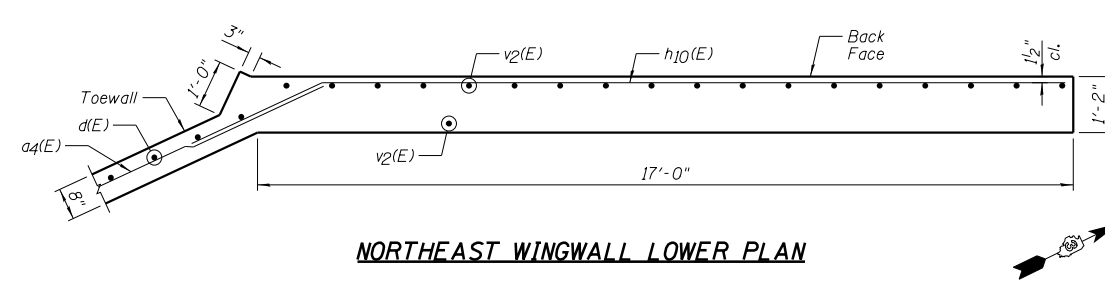 3"
v2(E)
h10(E)
Back
Face
1½"
cl.
1'-0"
Toewall
d(E)
a4(E)
1'-2"
v2(E)
8"
17'-0"
NORTHEAST WINGWALL LOWER PLAN